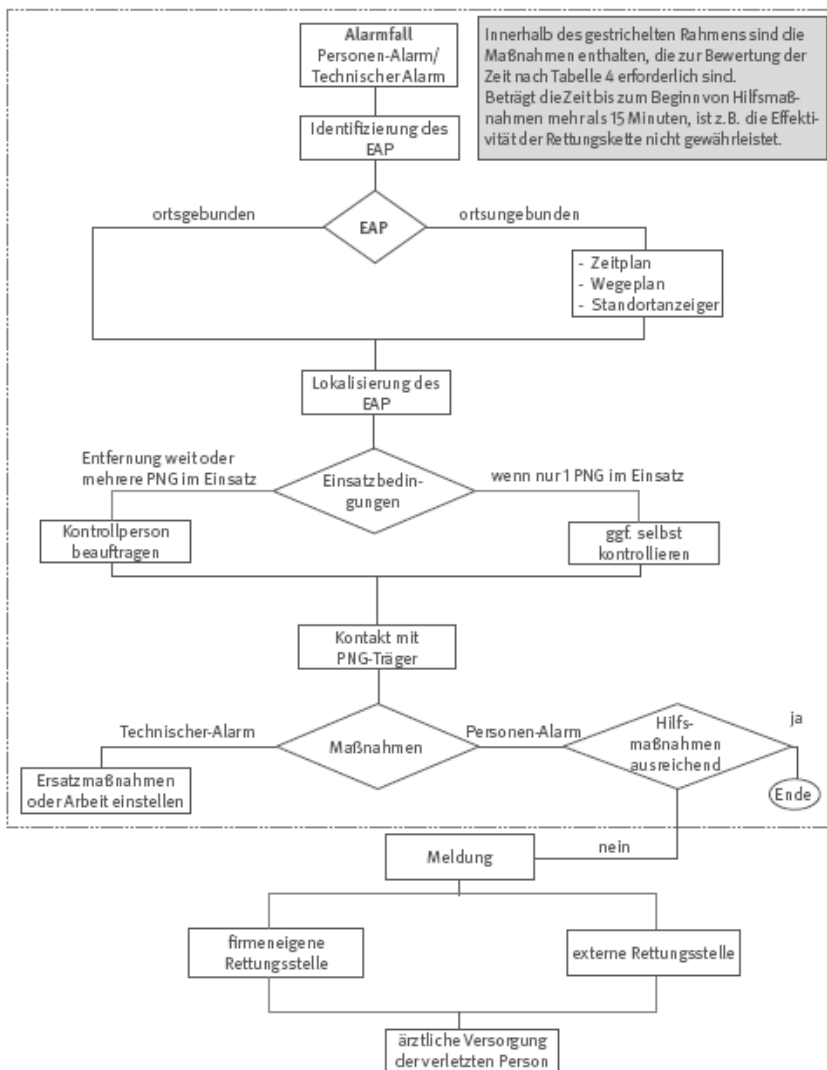 Alarmfall
Personen-Alarm/
Technischer Alarm
Innerhalb des gestrichelten Rahmens sind die
Maßnahmen enthalten, die zur Bewertung der
Zeit nach Tabelle 4 erforderlich sind.
Beträgt die Zeit bis zum Beginn von Hilfsmaß-
nahmen mehr als 15 Minuten, ist z.B. die Effekti-
vität der Rettungskette nicht gewährleistet.
Identifizierung des
EAP
ortsgebunden
EAP
ortsungebunden
- Zeitplan
- Wegeplan
- Standortanzeiger
Lokalisierung des
EAP
Entfernung weit oder
mehrere PNG im Einsatz
Einsatzbedin-
gungen
wenn nur 1 PNG im Einsatz
Kontrollperson
beauftragen
ggf. selbst
kontrollieren
Kontakt mit
PNG-Träger
Technischer-Alarm
Maßnahmen
Personen-Alarm
Hilfs-
maßnahmen
ausreichend
ja
Ersatzmaßnahmen
oder Arbeit einstellen
Ende
nein
Meldung
firmeneigene
Rettungsstelle
externe Rettungsstelle
ärztliche Versorgung
der verletzten Person